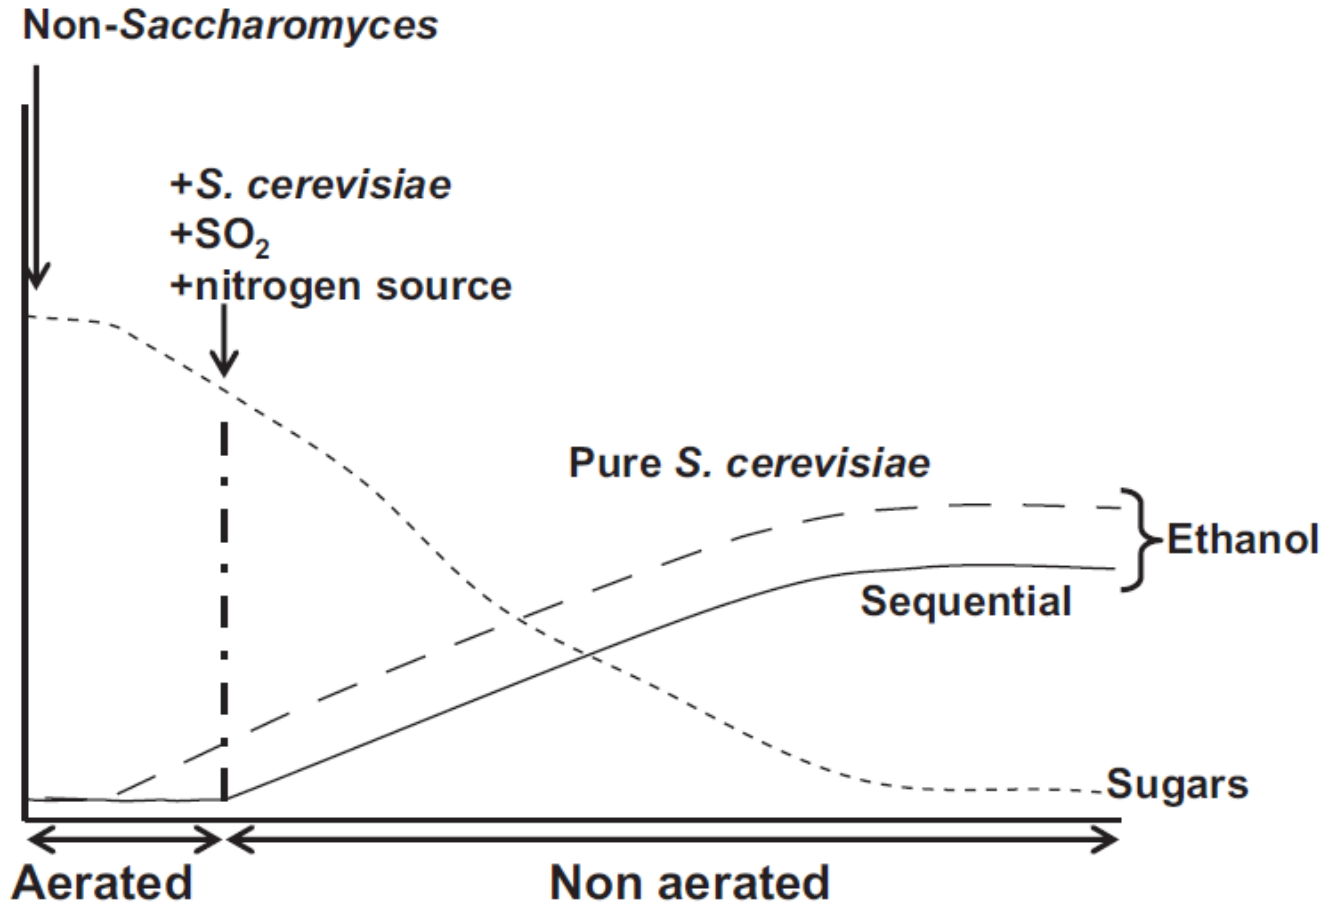 Non-Saccharomyces
+S. cerevisiae
+SO₂
+nitrogen source
Pure S. cerevisiae
Ethanol
Sequential
Sugars
Aerated
Non aerated